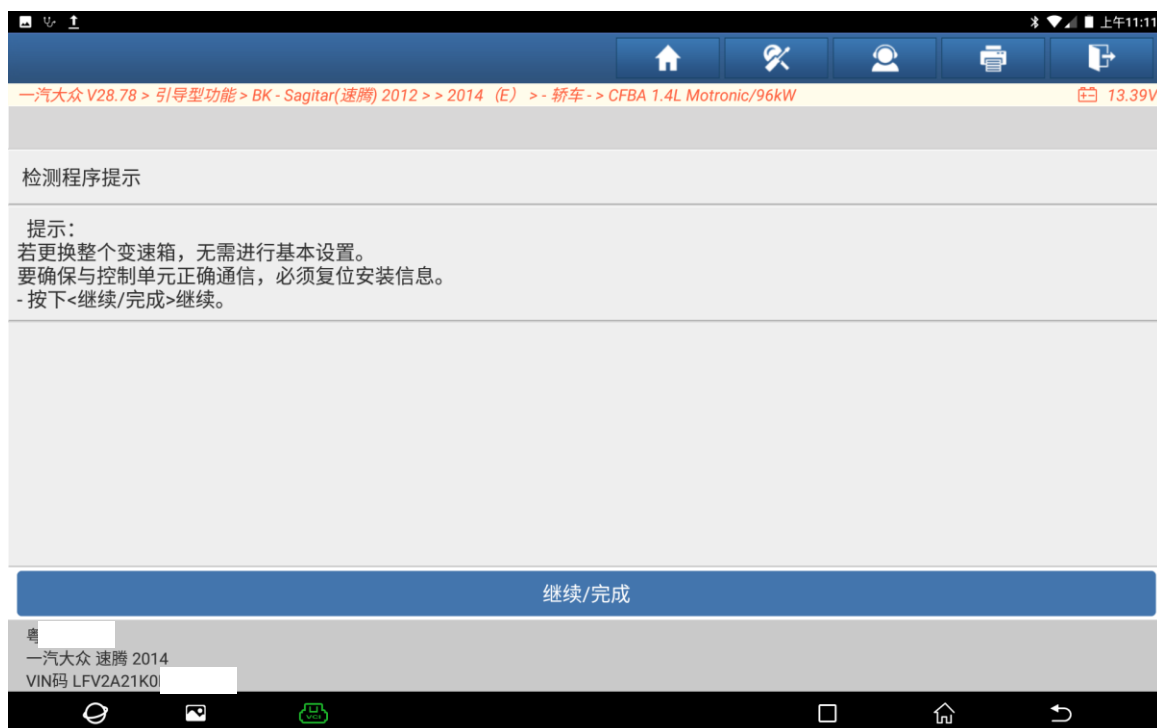 上午11:11
一汽大众 V28.78 > 引导型功能 > BK - Sagitar(速腾) 2012 > > 2014（E） > - 轿车 - > CFBA 1.4L Motronic/96kW 13.39V
检测程序提示
提示：
若更换整个变速箱，无需进行基本设置。
要确保与控制单元正确通信，必须复位安装信息。
- 按下<继续/完成>继续。
继续/完成
粤
一汽大众 速腾 2014
VIN码 LFV2A21K0
VCI